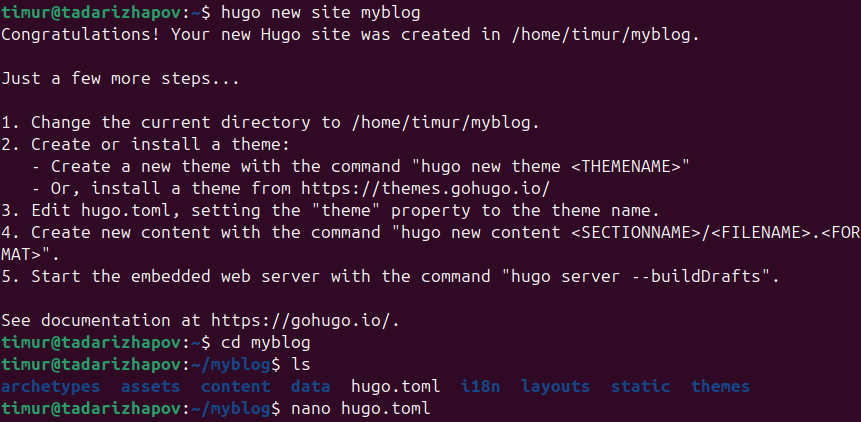 timur@tadarizhapov:~$ hugo new site myblog
Congratulations! Your new Hugo site was created in /home/timur/myblog.
Just a few more steps...
1. Change the current directory to /home/timur/myblog.
2. Create or install a theme:
   - Create a new theme with the command "hugo new theme <THEMENAME>"
   - Or, install a theme from https://themes.gohugo.io/
3. Edit hugo.toml, setting the "theme" property to the theme name.
4. Create new content with the command "hugo new content <SECTIONNAME>/<FILENAME>.<FOR
MAT>".
5. Start the embedded web server with the command "hugo server --buildDrafts".
See documentation at https://gohugo.io/.
timur@tadarizhapov:~$ cd myblog
timur@tadarizhapov:~/myblog$ ls
archetypes  assets  content  data  hugo.toml  i18n  layouts  static  themes
timur@tadarizhapov:~/myblog$ nano hugo.toml